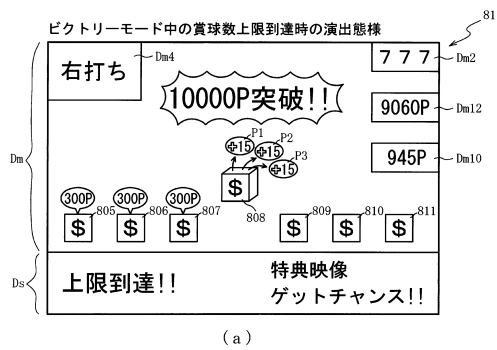 ビクトリーモード中の賞球数上限到達時の演出態様
81
右打ち
Dm4
777
Dm2
10000P突破!!
9060P
Dm12
P1
P2
+15
+15
P3
+15
945P
Dm10
Dm
$
808
300P
300P
300P
$
805
$
806
$
807
$
809
$
810
$
811
Ds
上限到達!!
特典映像
ゲットチャンス!!
(a)